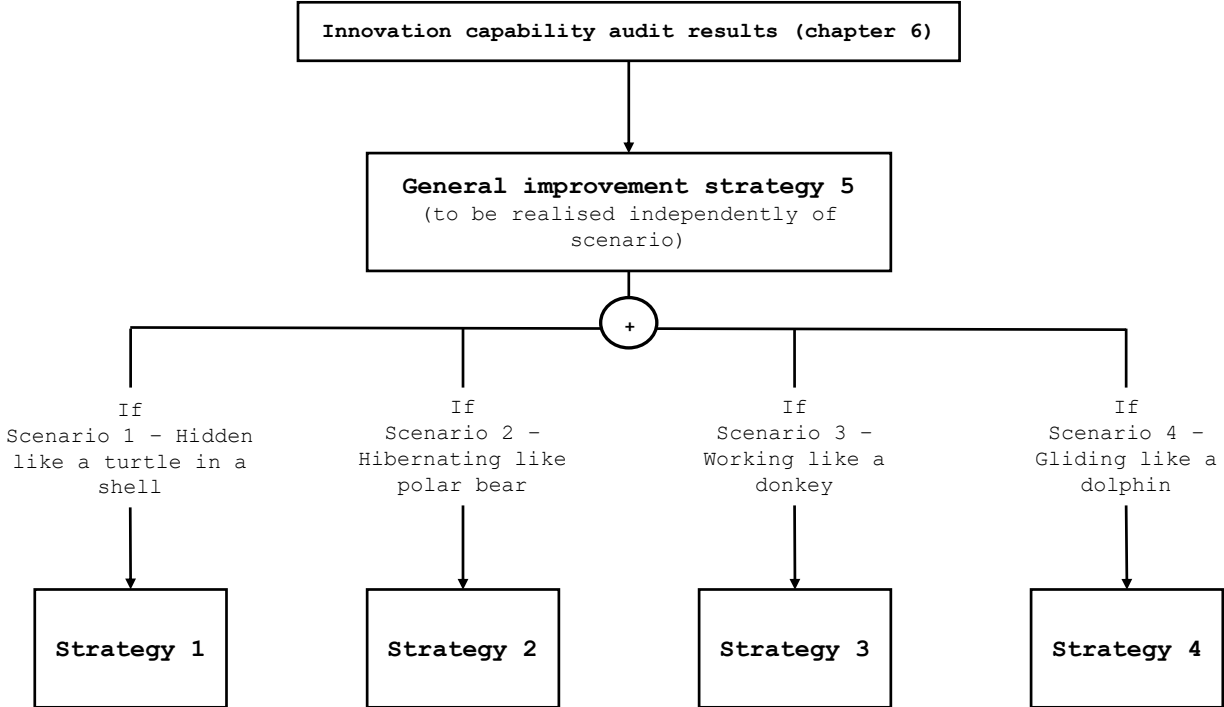 Innovation capability audit results (chapter 6)
General improvement strategy 5
(to be realised independently of
scenario)
+
If
Scenario 1 – Hidden
like a turtle in a
shell
If
Scenario 2 –
Hibernating like
polar bear
If
Scenario 3 –
Working like a
donkey
If
Scenario 4 –
Gliding like a
dolphin
Strategy 1
Strategy 2
Strategy 3
Strategy 4